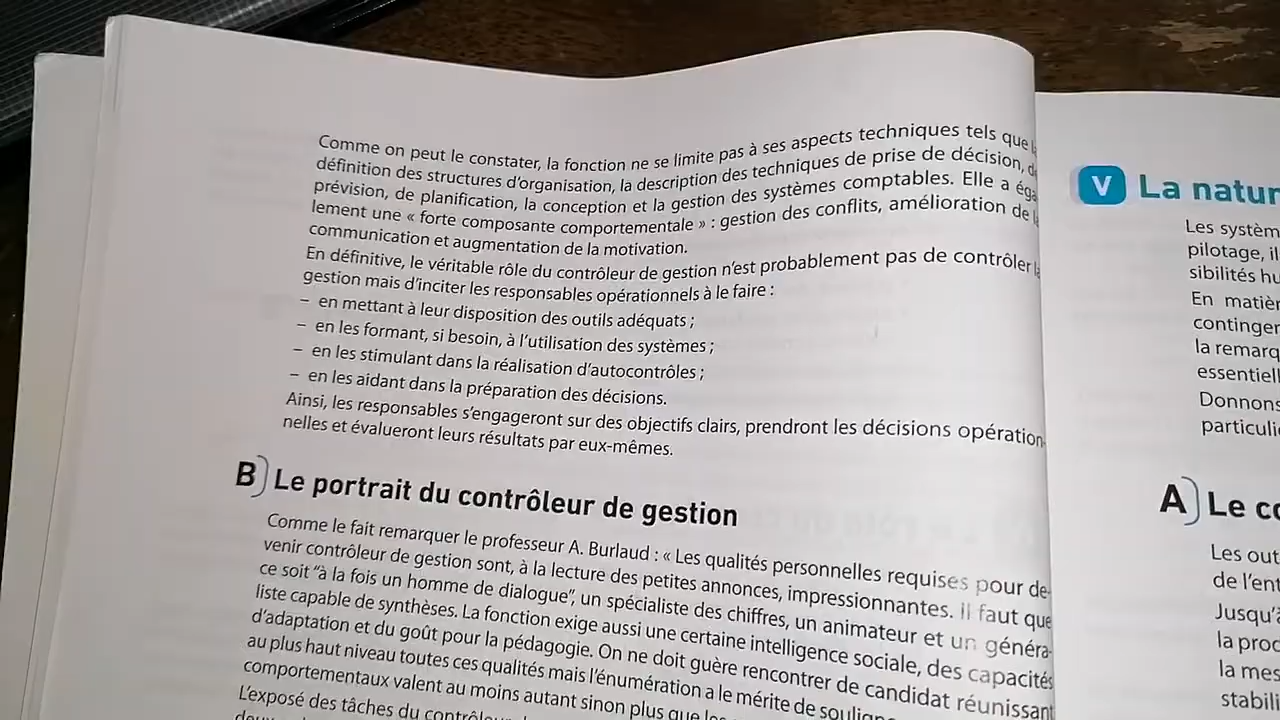 Comme on peut le constater, la fonction ne se limite pas à ses aspects techniques tels que
définition des structures d'organisation, la description des techniques de prise de décision,
prévision, de planification, la conception et la gestion des systèmes comptables. Elle a éga
lement une « forte composante comportementale » : gestion des conflits, amélioration de
communication et augmentation de la motivation.
En définitive, le véritable rôle du contrôleur de gestion n'est probablement pas de contrôler
gestion mais d'inciter les responsables opérationnels à le faire :
– en mettant à leur disposition des outils adéquats ;
– en les formant, si besoin, à l'utilisation des systèmes ;
– en les stimulant dans la réalisation d'autocontrôles ;
– en les aidant dans la préparation des décisions.
Ainsi, les responsables s'engageront sur des objectifs clairs, prendront les décisions opération-
nelles et évalueront leurs résultats par eux-mêmes.
B) Le portrait du contrôleur de gestion
Comme le fait remarquer le professeur A. Burlaud : « Les qualités personnelles requises pour de-
venir contrôleur de gestion sont, à la lecture des petites annonces, impressionnantes. Il faut que
ce soit "à la fois un homme de dialogue", un spécialiste des chiffres, un animateur et un généra-
liste capable de synthèses. La fonction exige aussi une certaine intelligence sociale, des capacités
d'adaptation et du goût pour la pédagogie. On ne doit guère rencontrer de candidat réunissant
au plus haut niveau toutes ces qualités mais l'énumération a le mérite de
comportementaux valent au moins autant sinon plus que
L'exposé des tâches du
V La natur
Les systèm
pilotage, il
sibilités hu
En matièr
continger
la remarq
essentiell
Donnons
particulie
A) Le co
Les out
de l'ent
Jusqu'à
la proc
la mes
stabili